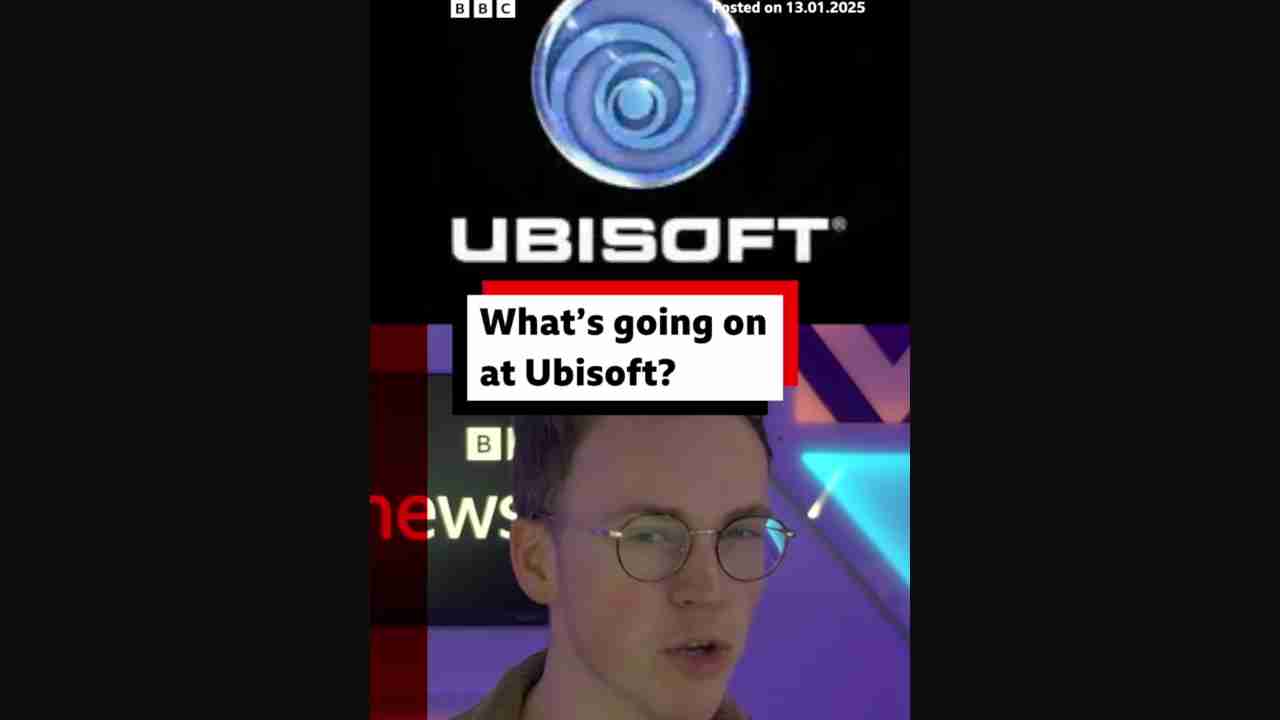 BBC
Posted on 13.01.2025
UBISOFT®
What's going on
at Ubisoft?
B
news